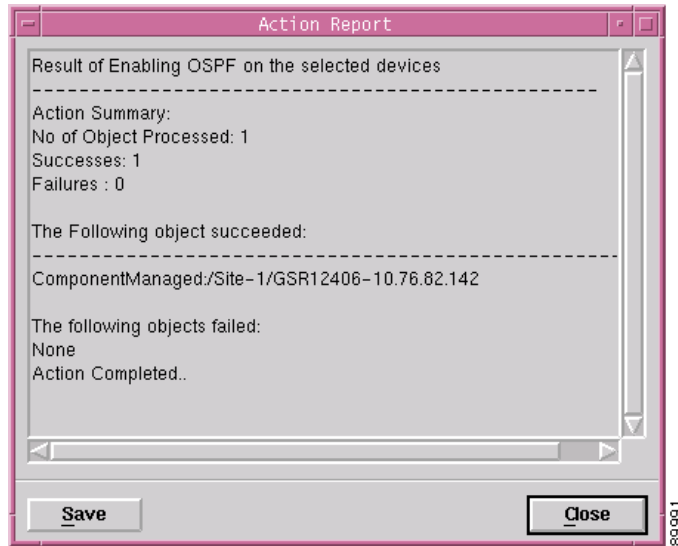 Action Report
Result of Enabling OSPF on the selected devices
------------------------------------------------
Action Summary:
No of Object Processed: 1
Successes: 1
Failures : 0
The Following object succeeded:
--------------------------------------------------
ComponentManaged:/Site-1/GSR12406-10.76.82.142
The following objects failed:
None
Action Completed..
Save
Close
89991